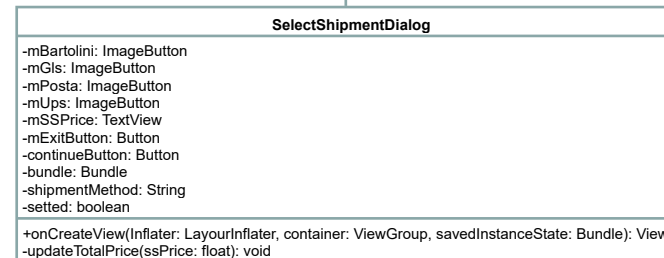 SelectShipmentDialog
-mBartolini: ImageButton
-mGls: ImageButton
-mPosta: ImageButton
-mUps: ImageButton
-mSSPrice: TextView
-mExitButton: Button
-continueButton: Button
-bundle: Bundle
-shipmentMethod: String
-setted: boolean
+onCreateView(Inflater: LayourInflater, container: ViewGroup, savedInstanceState: Bundle): View
-updateTotalPrice(ssPrice: float): void